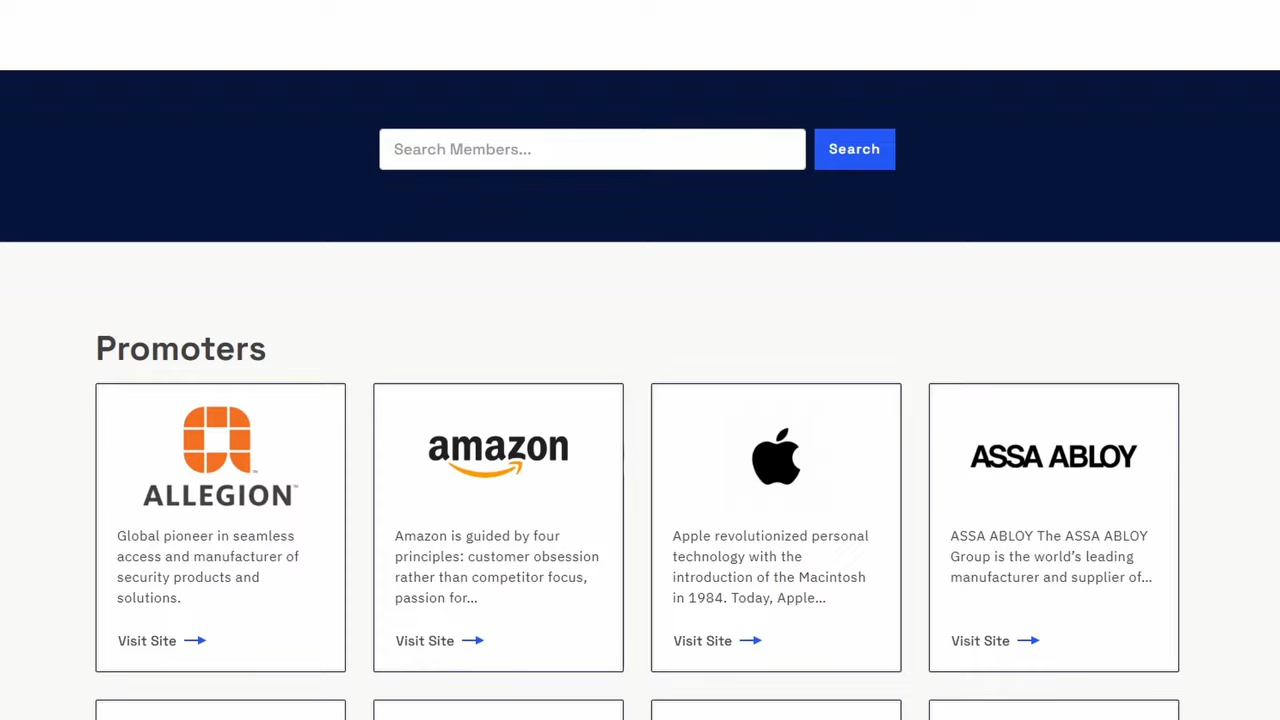 Search Members...
Search
Promoters
ALLEGION™
Global pioneer in seamless
access and manufacturer of
security products and
solutions.
Visit Site
amazon
Amazon is guided by four
principles: customer obsession
rather than competitor focus,
passion for...
Visit Site
Apple revolutionized personal
technology with the
introduction of the Macintosh
in 1984. Today, Apple...
Visit Site
ASSA ABLOY
ASSA ABLOY The ASSA ABLOY
Group is the world’s leading
manufacturer and supplier of...
Visit Site